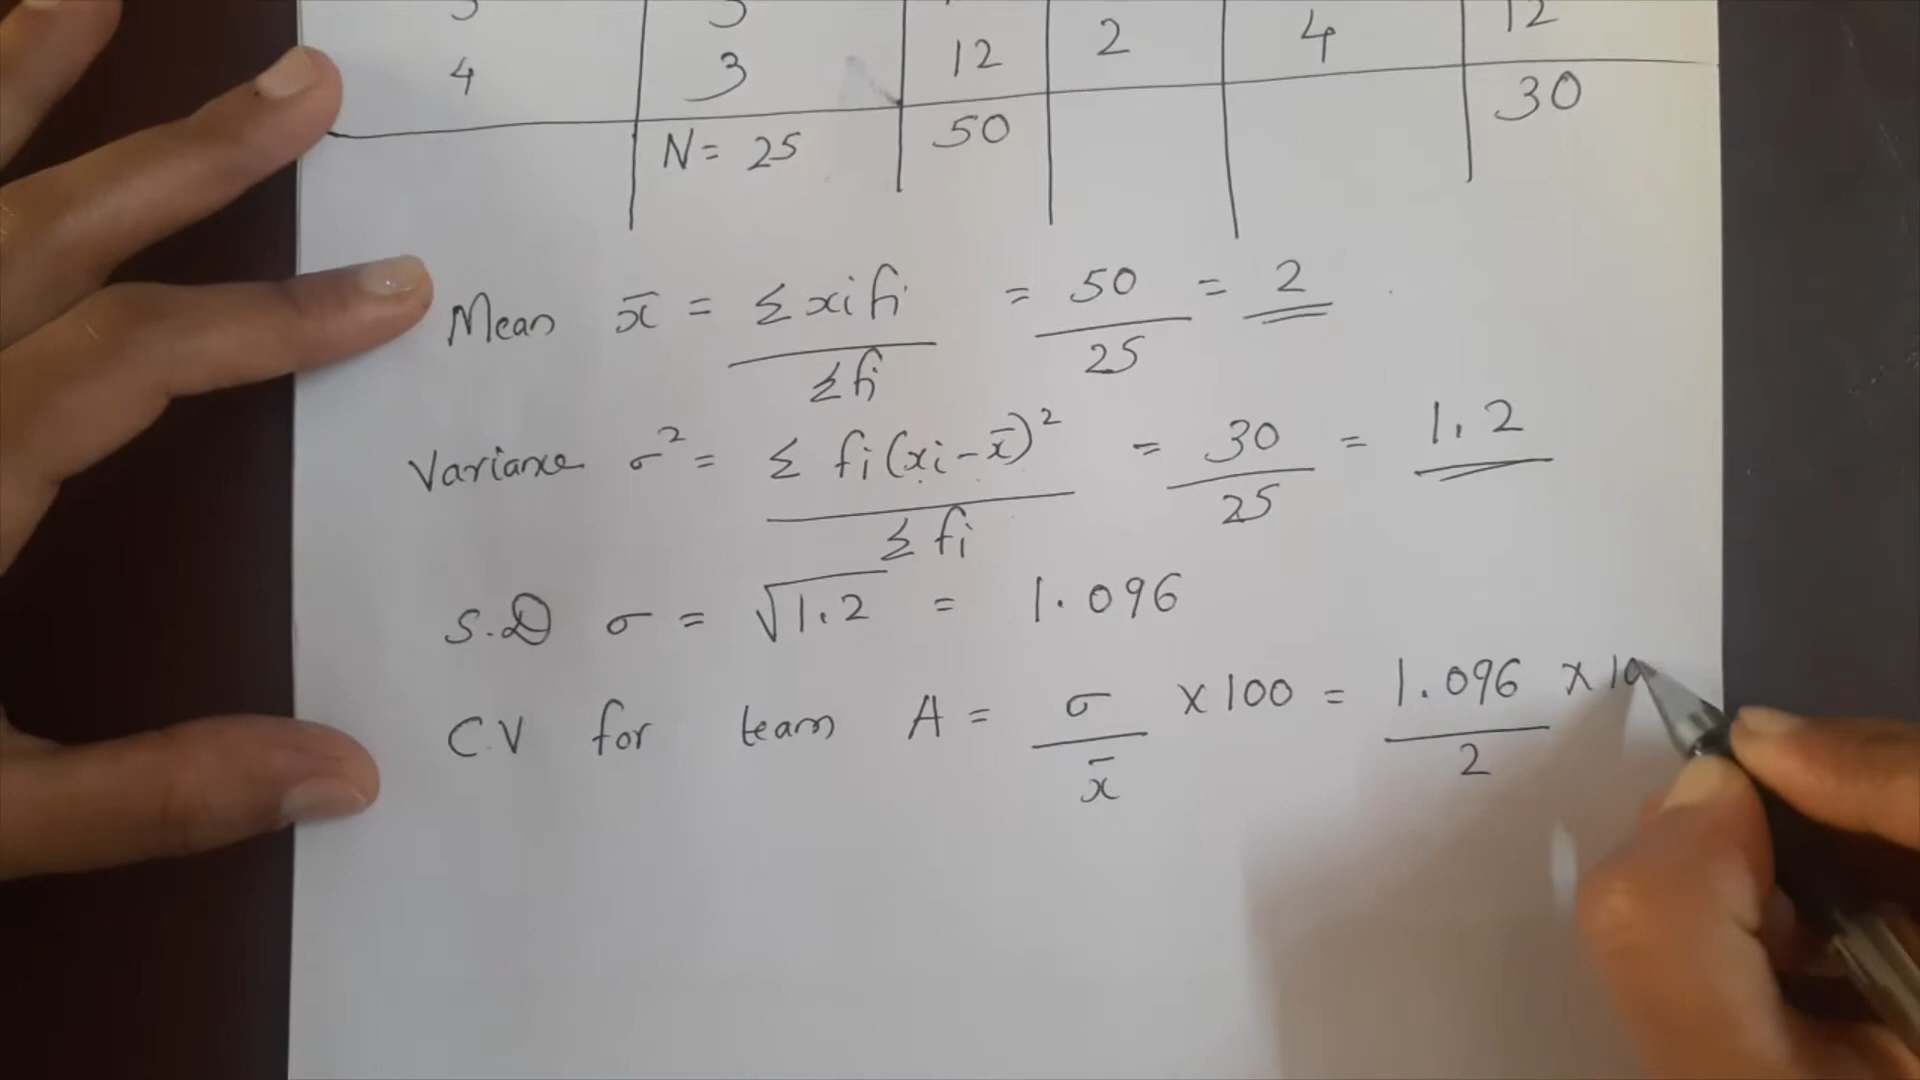 4 3 12 2 4 12
N = 25 50 30
Mean x̄ = Σxifi / Σfi = 50 / 25 = 2
Variance σ² = Σ fi(xi - x̄)² / Σ fi = 30 / 25 = 1.2
S.D σ = √1.2 = 1.096
C.V for team A = σ / x̄ × 100 = 1.096 / 2 × 10